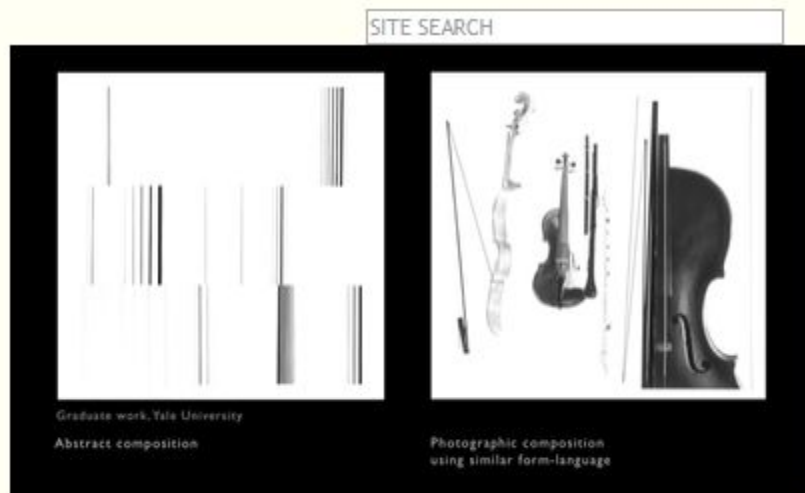 SITE SEARCH
Graduate work, Yale University
Abstract composition
Photographic composition
using similar form-language